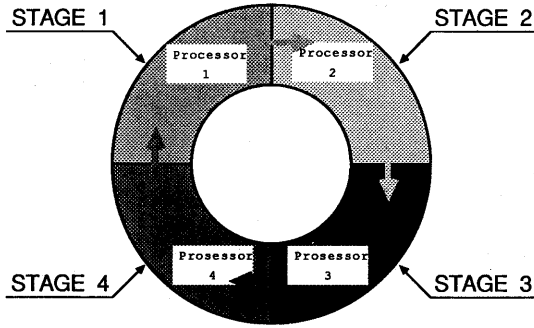 STAGE 1
STAGE 2
Processor
1
Processor
2
Prosessor
4
Prosessor
3
STAGE 4
STAGE 3